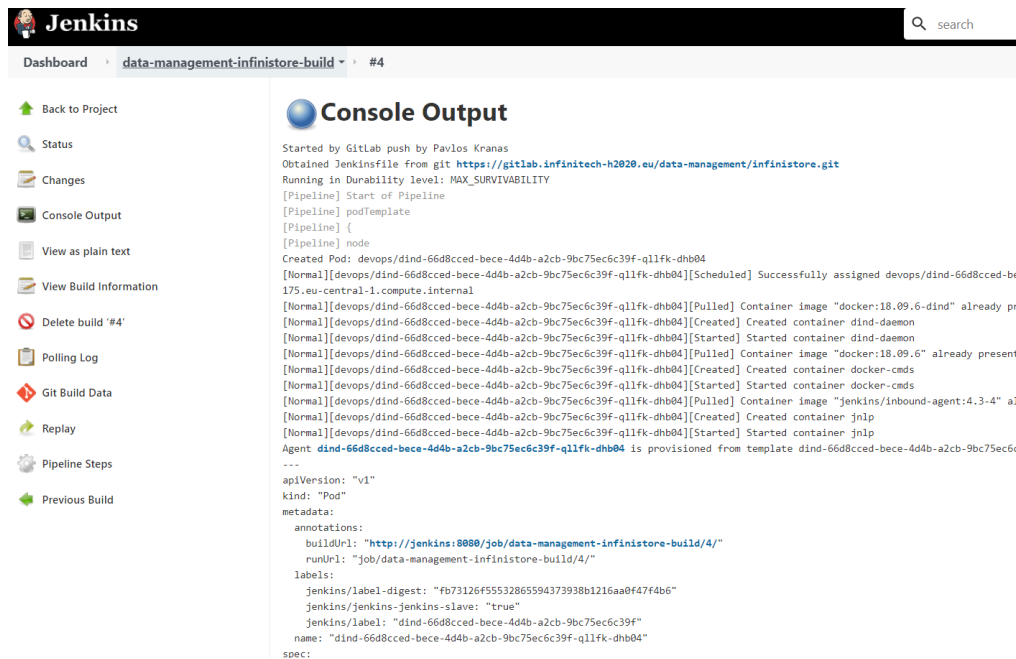 Jenkins
search
Dashboard
data-management-infinistore-build
#4
Back to Project
Status
Changes
Console Output
View as plain text
View Build Information
Delete build '#4'
Polling Log
Git Build Data
Replay
Pipeline Steps
Previous Build
Console Output
Started by GitLab push by Pavlos Kranas
Obtained Jenkinsfile from git https://gitlab.infinitech-h2020.eu/data-management/infinistore.git
Running in Durability level: MAX_SURVIVABILITY
[Pipeline] Start of Pipeline
[Pipeline] podTemplate
[Pipeline] {
[Pipeline] node
Created Pod: devops/dind-66d8cced-bece-4d4b-a2cb-9bc75ec6c39f-qllfk-dhb04
[Normal][devops/dind-66d8cced-bece-4d4b-a2cb-9bc75ec6c39f-qllfk-dhb04][Scheduled] Successfully assigned devops/dind-66d8cced-be
175.eu-central-1.compute.internal
[Normal][devops/dind-66d8cced-bece-4d4b-a2cb-9bc75ec6c39f-qllfk-dhb04][Pulled] Container image "docker:18.09.6-dind" already pr
[Normal][devops/dind-66d8cced-bece-4d4b-a2cb-9bc75ec6c39f-qllfk-dhb04][Created] Created container dind-daemon
[Normal][devops/dind-66d8cced-bece-4d4b-a2cb-9bc75ec6c39f-qllfk-dhb04][Started] Started container dind-daemon
[Normal][devops/dind-66d8cced-bece-4d4b-a2cb-9bc75ec6c39f-qllfk-dhb04][Pulled] Container image "docker:18.09.6" already present
[Normal][devops/dind-66d8cced-bece-4d4b-a2cb-9bc75ec6c39f-qllfk-dhb04][Created] Created container docker-cmds
[Normal][devops/dind-66d8cced-bece-4d4b-a2cb-9bc75ec6c39f-qllfk-dhb04][Started] Started container docker-cmds
[Normal][devops/dind-66d8cced-bece-4d4b-a2cb-9bc75ec6c39f-qllfk-dhb04][Pulled] Container image "jenkins/inbound-agent:4.3-4" al
[Normal][devops/dind-66d8cced-bece-4d4b-a2cb-9bc75ec6c39f-qllfk-dhb04][Created] Created container jnlp
[Normal][devops/dind-66d8cced-bece-4d4b-a2cb-9bc75ec6c39f-qllfk-dhb04][Started] Started container jnlp
Agent dind-66d8cced-bece-4d4b-a2cb-9bc75ec6c39f-qllfk-dhb04 is provisioned from template dind-66d8cced-bece-4d4b-a2cb-9bc75ec6c
---
apiVersion: "v1"
kind: "Pod"
metadata:
  annotations:
    buildUrl: "http://jenkins:8080/job/data-management-infinistore-build/4/"
    runUrl: "job/data-management-infinistore-build/4/"
  labels:
    jenkins/label-digest: "fb73126f55532865594373938b1216aa0f47f4b6"
    jenkins/jenkins-jenkins-slave: "true"
    jenkins/label: "dind-66d8cced-bece-4d4b-a2cb-9bc75ec6c39f"
  name: "dind-66d8cced-bece-4d4b-a2cb-9bc75ec6c39f-qllfk-dhb04"
spec: